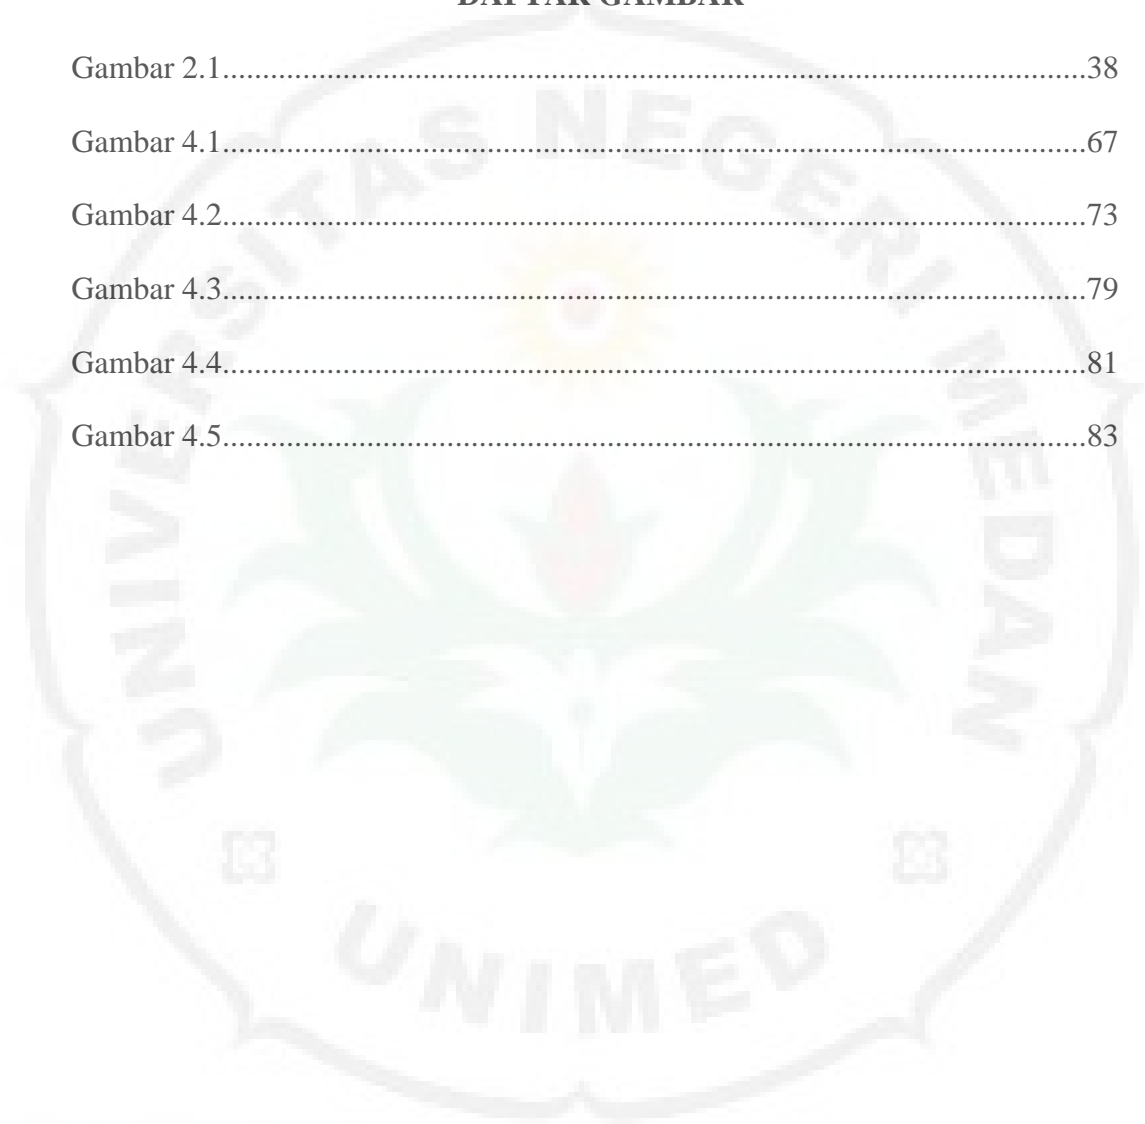 DAFTAR GAMBAR
Gambar 2.1............................................................................................................38
Gambar 4.1............................................................................................................67
Gambar 4.2............................................................................................................73
Gambar 4.3............................................................................................................79
Gambar 4.4............................................................................................................81
Gambar 4.5............................................................................................................83
UNIVERSITAS NEGERI MEDAN
UNIMED